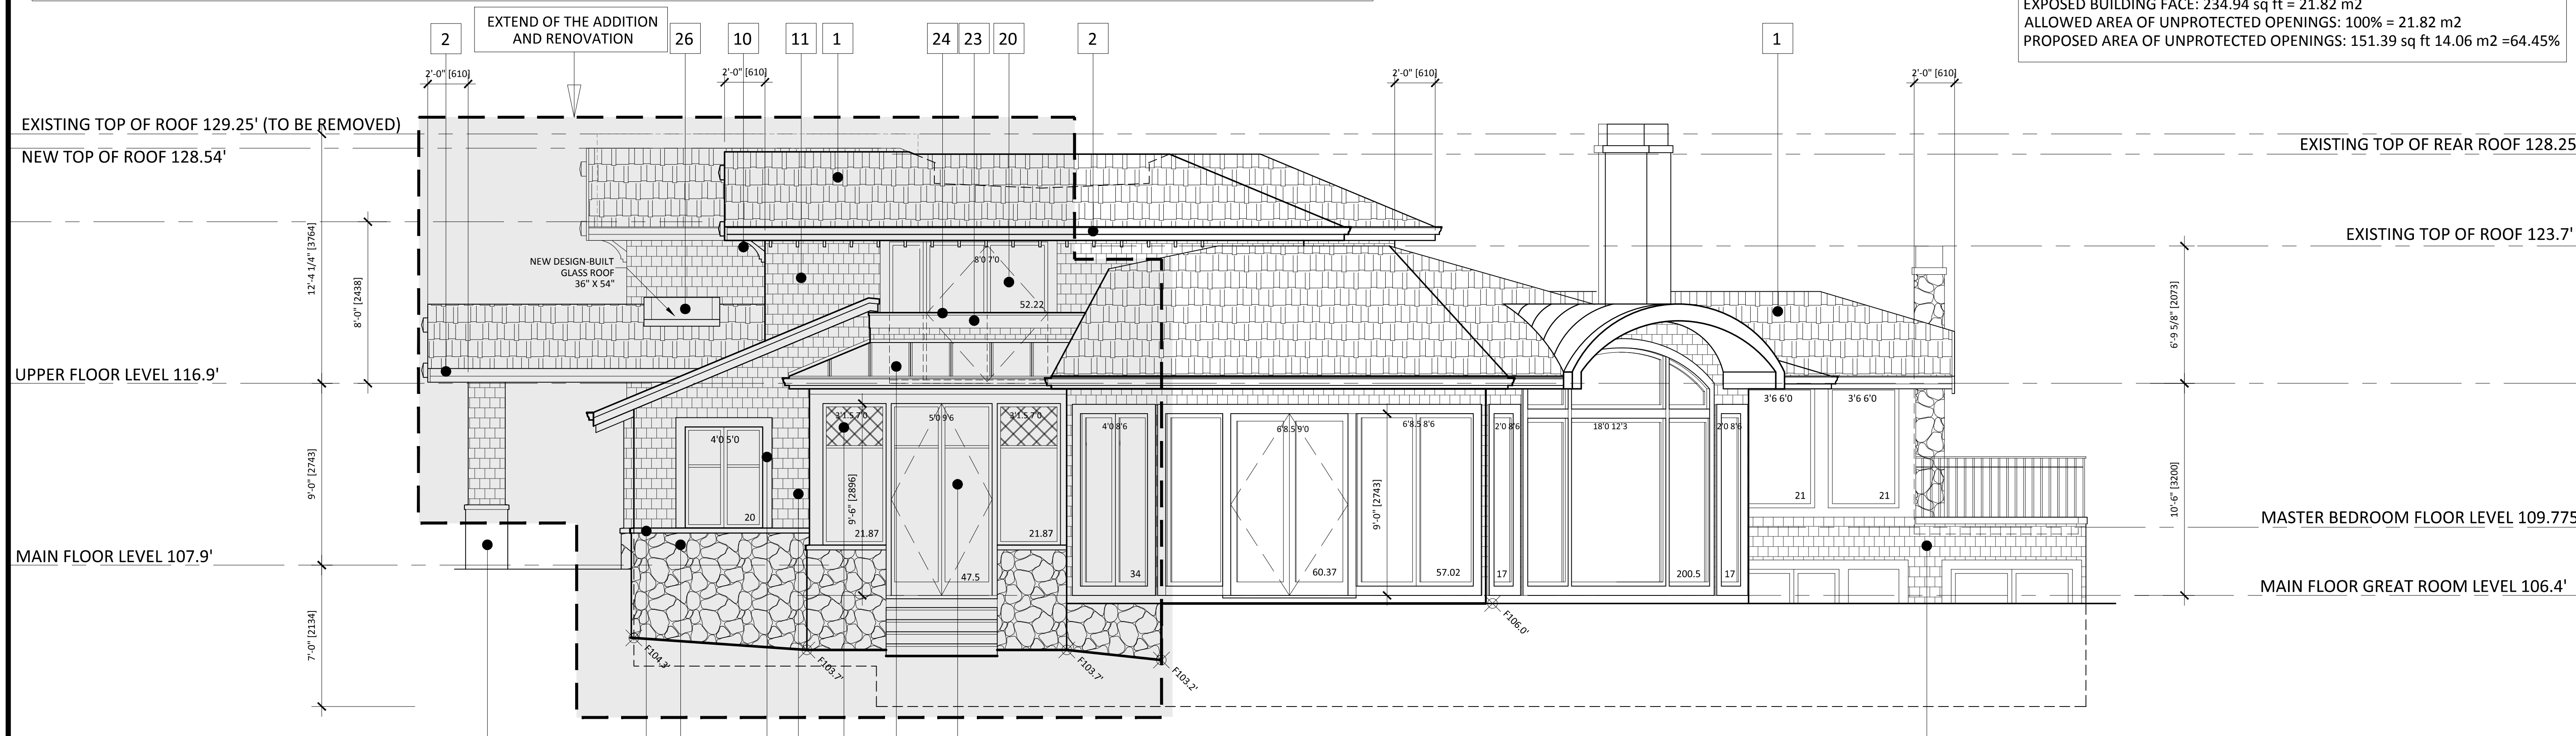 EXPOSED BUILDING FACE: 234.94 sq ft = 21.82 m2
ALLOWED AREA OF UNPROTECTED OPENINGS: 100% = 21.82 m2
PROPOSED AREA OF UNPROTECTED OPENINGS: 151.39 sq ft 14.06 m2 =64.45%
EXTEND OF THE ADDITION
AND RENOVATION
2
26
10
11
1
24
23
20
2
1
2'-0" [610]
2'-0" [610]
2'-0" [610]
2'-0" [610]
EXISTING TOP OF ROOF 129.25' (TO BE REMOVED)
NEW TOP OF ROOF 128.54'
EXISTING TOP OF REAR ROOF 128.25
EXISTING TOP OF ROOF 123.7'
12'-4 1/4" [3764]
8'-0" [2438]
6'-9 5/8" [2073]
NEW DESIGN-BUILT
GLASS ROOF
36" X 54"
8'0 7'0
52.22
UPPER FLOOR LEVEL 116.9'
9'-0" [2743]
10'-6" [3200]
4'0 5'0
20
3'1.5 7'0
5'0 9'6
3'1.5 7'0
9'-6" [2896]
21.87
47.5
21.87
4'0 8'6
34
6'8.5 9'0
60.37
6'8.5 8'6
9'-0" [2743]
57.02
2'0 8'6
17
18'0 12'3
200.5
2'0 8'6
17
3'6 6'0
3'6 6'0
21
21
MASTER BEDROOM FLOOR LEVEL 109.775
MAIN FLOOR LEVEL 107.9'
MAIN FLOOR GREAT ROOM LEVEL 106.4'
7'-0" [2134]
F104.3'
F103.7'
F103.7'
F103.2'
F106.0'